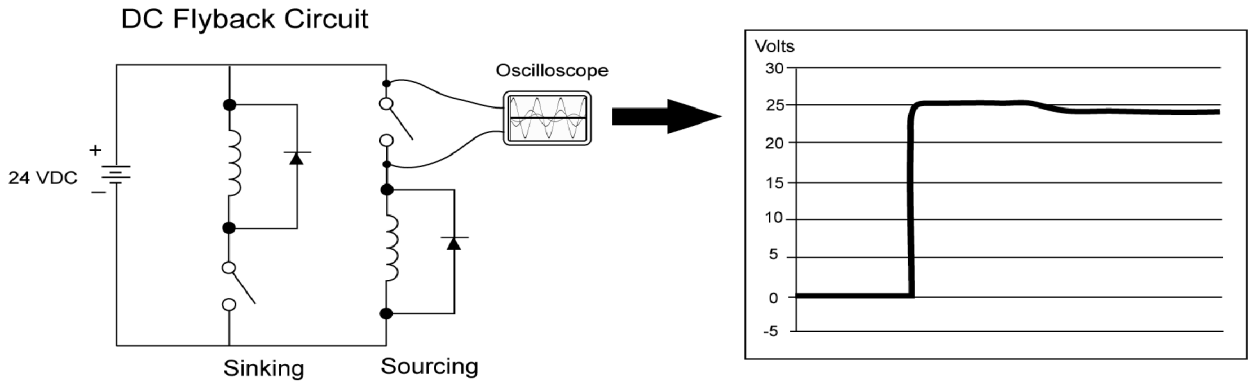 DC Flyback Circuit
Oscilloscope
+
24 VDC
–
Sinking
Sourcing
Volts
30
25
20
15
10
5
0
-5